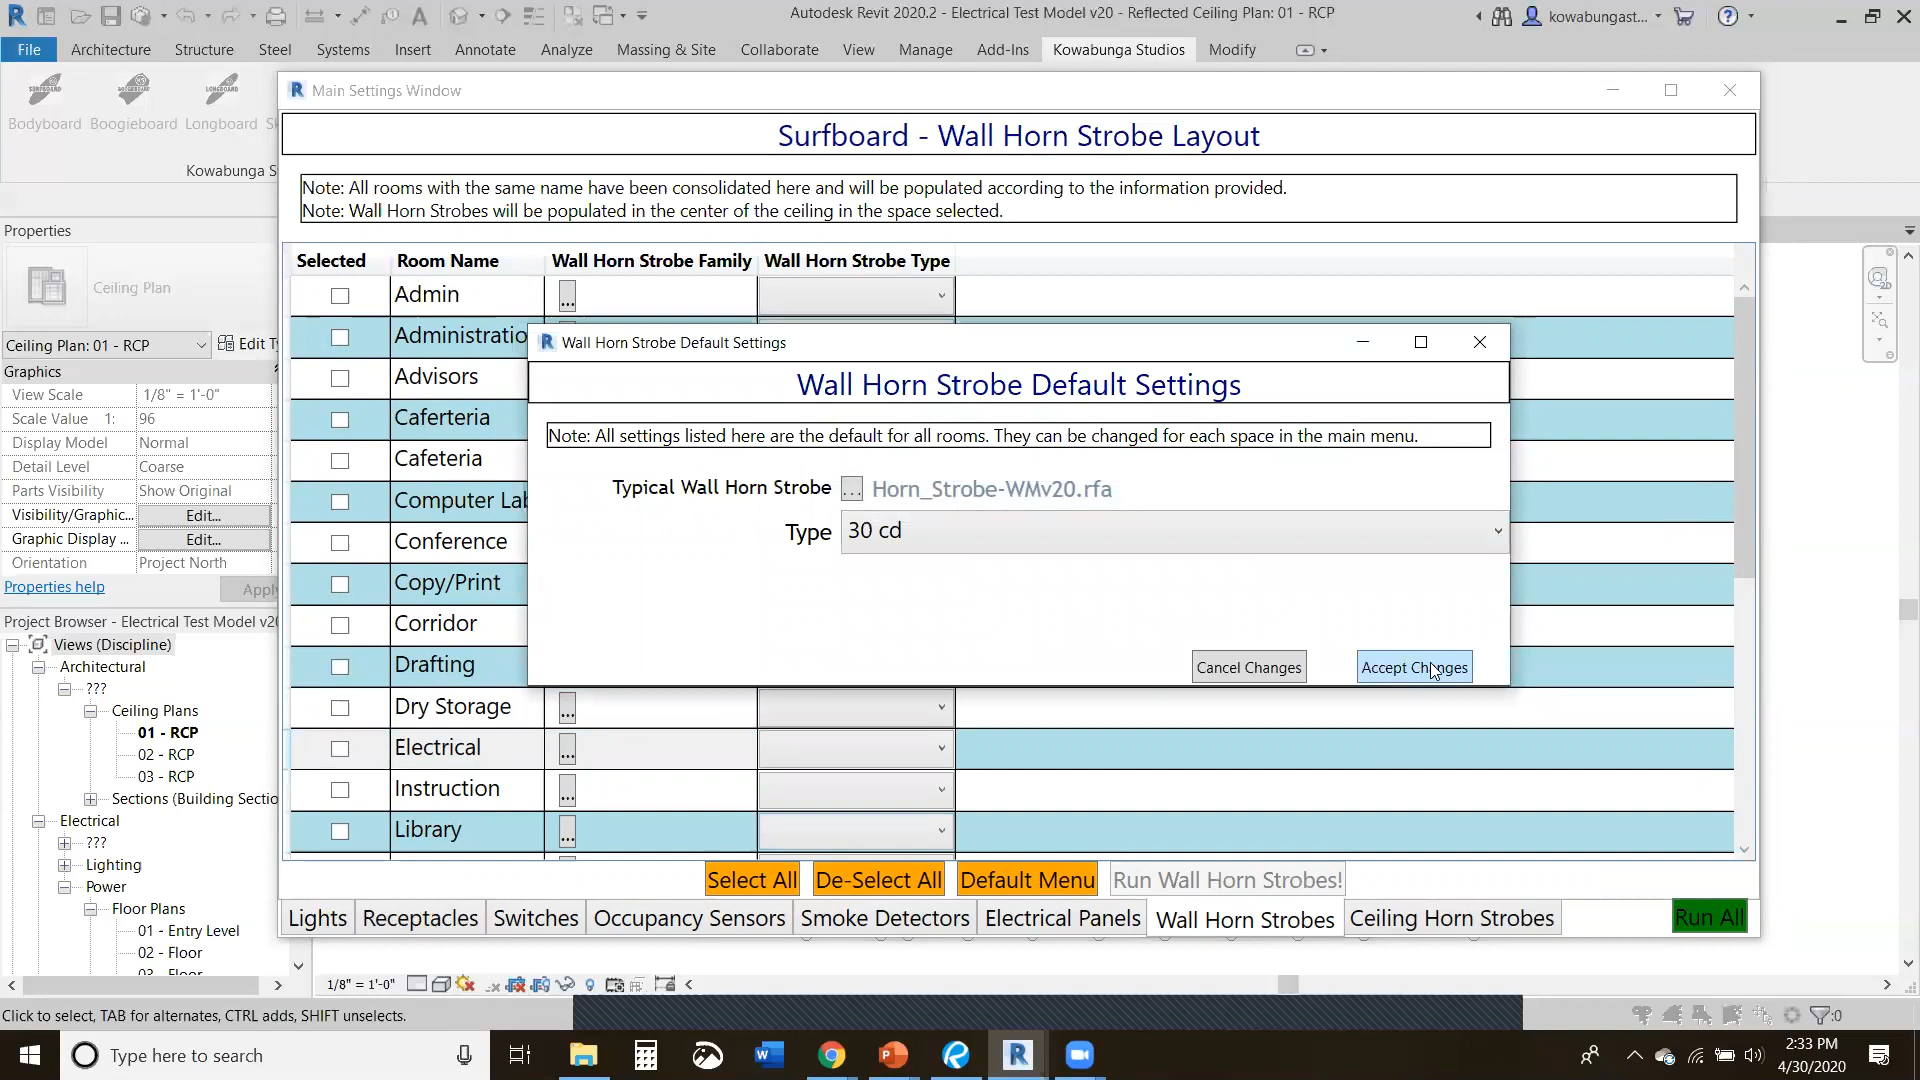 Autodesk Revit 2020.2 - Electrical Test Model v20 - Reflected Ceiling Plan: 01 - RCP
kowabungast...
File Architecture Structure Steel Systems Insert Annotate Analyze Massing & Site Collaborate View Manage Add-Ins Kowabunga Studios Modify
SURFBOARD BOOGIEBOARD LONGBOARD
Bodyboard Boogieboard Longboard
Kowabunga Stu
Main Settings Window
Surfboard - Wall Horn Strobe Layout
Note: All rooms with the same name have been consolidated here and will be populated according to the information provided.
Note: Wall Horn Strobes will be populated in the center of the ceiling in the space selected.
Properties
Ceiling Plan
Ceiling Plan: 01 - RCP Edit Ty
Graphics
View Scale 1/8" = 1'-0"
Scale Value 1: 96
Display Model Normal
Detail Level Coarse
Parts Visibility Show Original
Visibility/Graphic... Edit...
Graphic Display ... Edit...
Orientation Project North
Properties help Apply
Project Browser - Electrical Test Model v20
Views (Discipline)
Architectural
???
Ceiling Plans
01 - RCP
02 - RCP
03 - RCP
Sections (Building Sectio
Electrical
???
Lighting
Power
Floor Plans
01 - Entry Level
02 - Floor
03 - Floor
Selected Room Name Wall Horn Strobe Family Wall Horn Strobe Type
Admin ...
Administratio
Advisors
Caferteria
Cafeteria
Computer Lab
Conference
Copy/Print
Corridor
Drafting
Dry Storage ...
Electrical ...
Instruction ...
Library ...
Wall Horn Strobe Default Settings
Wall Horn Strobe Default Settings
Note: All settings listed here are the default for all rooms. They can be changed for each space in the main menu.
Typical Wall Horn Strobe ... Horn_Strobe-WMv20.rfa
Type 30 cd
Cancel Changes Accept Changes
Select All De-Select All Default Menu Run Wall Horn Strobes!
Lights Receptacles Switches Occupancy Sensors Smoke Detectors Electrical Panels Wall Horn Strobes Ceiling Horn Strobes Run All
1/8" = 1'-0"
Click to select, TAB for alternates, CTRL adds, SHIFT unselects.
:0
Type here to search
2:33 PM
4/30/2020